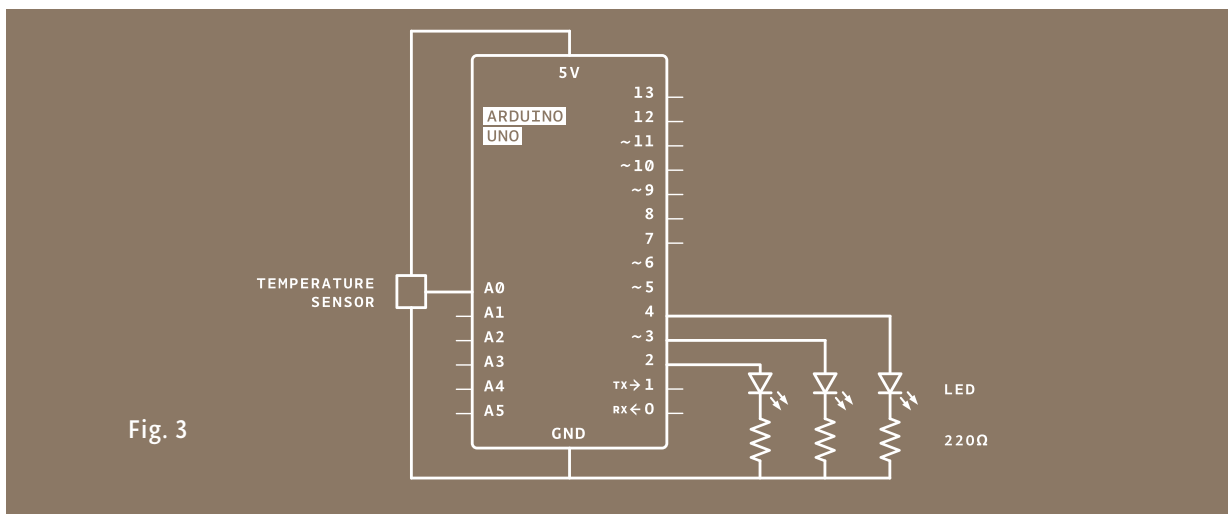 5V
ARDUINO
UNO
13
12
~11
~10
~9
8
7
~6
~5
4
~3
2
TX→1
RX←0
TEMPERATURE
SENSOR
A0
A1
A2
A3
A4
A5
GND
LED
220Ω
Fig. 3